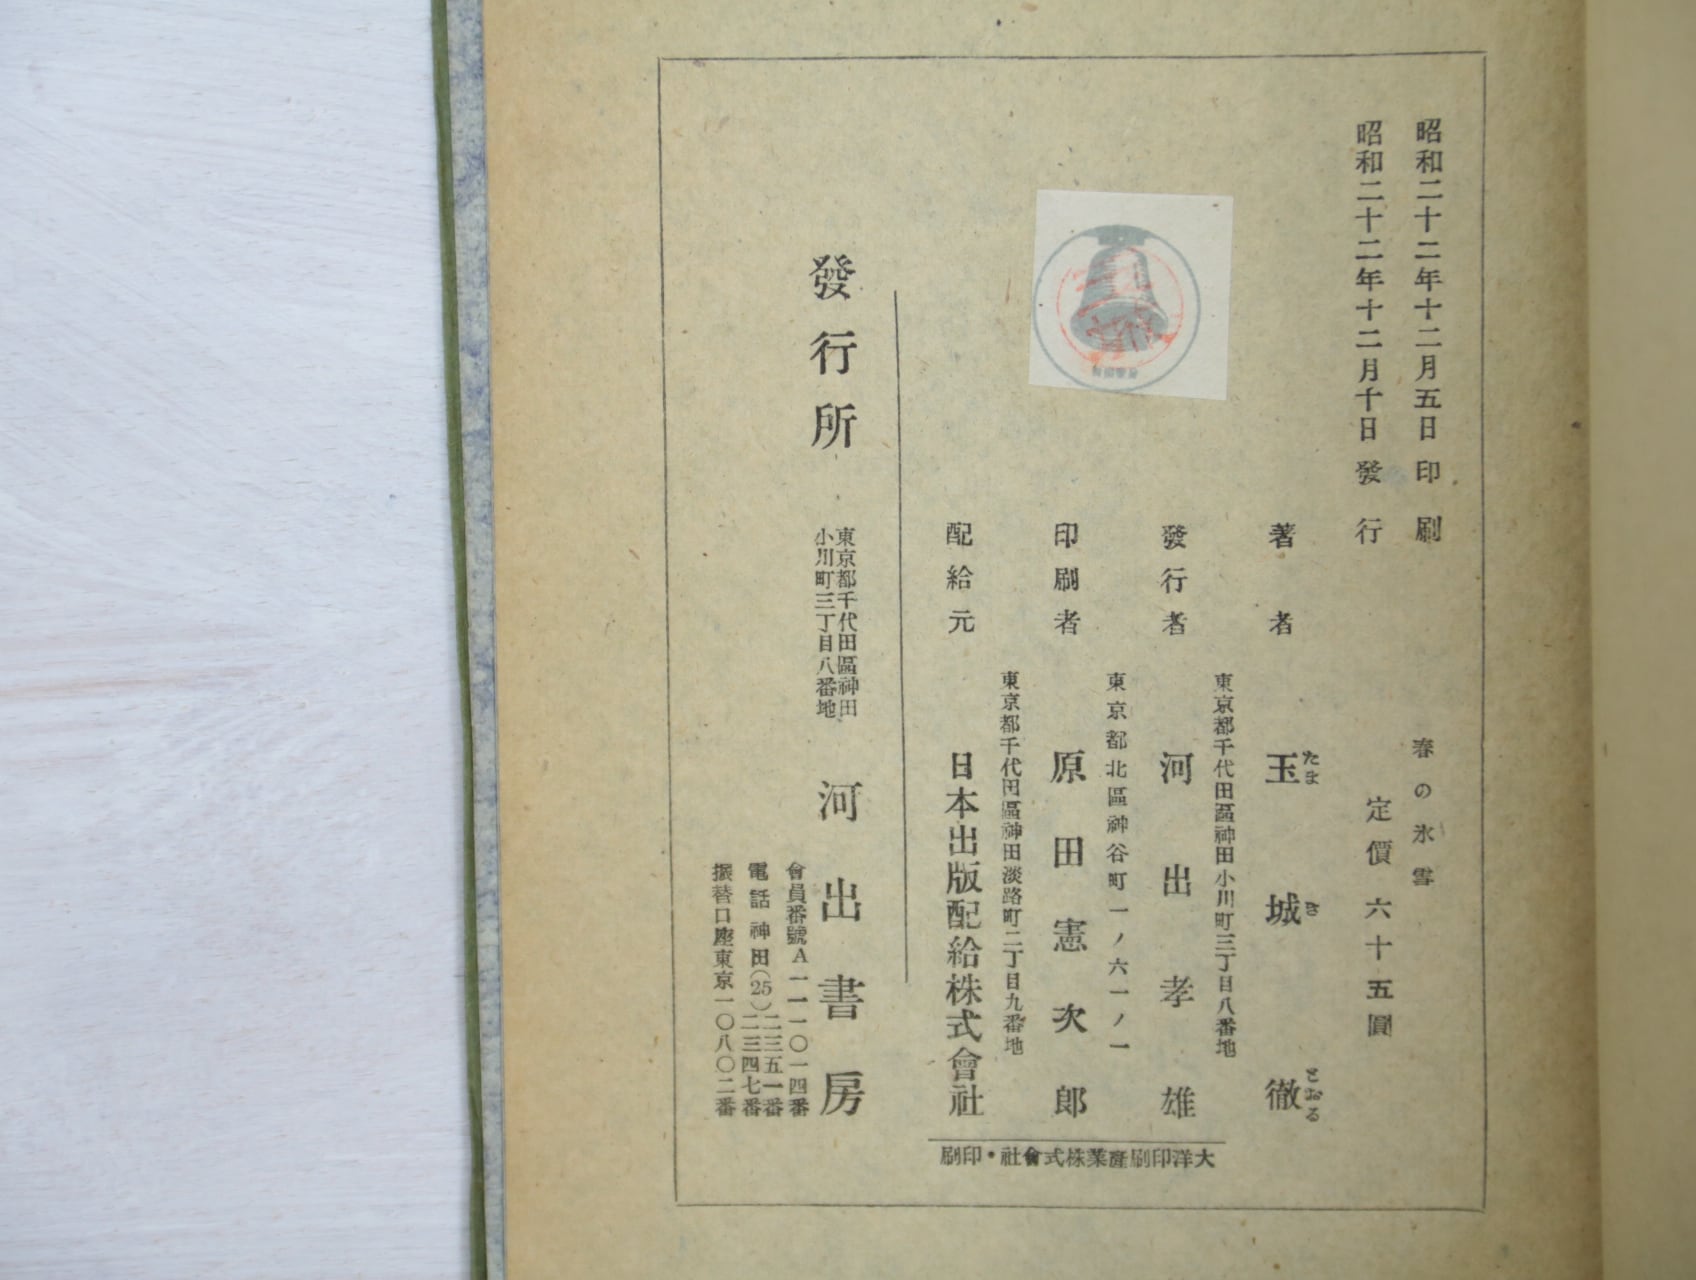 昭和二十二年十二月五日 印刷
昭和二十二年十二月十日 發行
春の氷雪
定價六十五圓
著者 玉城徹
たまきとおる
發行者 東京都千代田區神田小川町三丁目八番地
河出孝雄
印刷者 東京都北區神谷町一ノ六一ノ一
原田憲次郎
配給元 東京都千代田區神田淡路町二丁目九番地
日本出版配給株式會社
大洋印刷産業株式會社・印刷
發行所 東京都千代田區神田
小川町三丁目八番地
河出書房
會員番號A一一一〇一四番
電話神田(25)二三五一番
二三四七番
振替口座東京一〇八〇二番